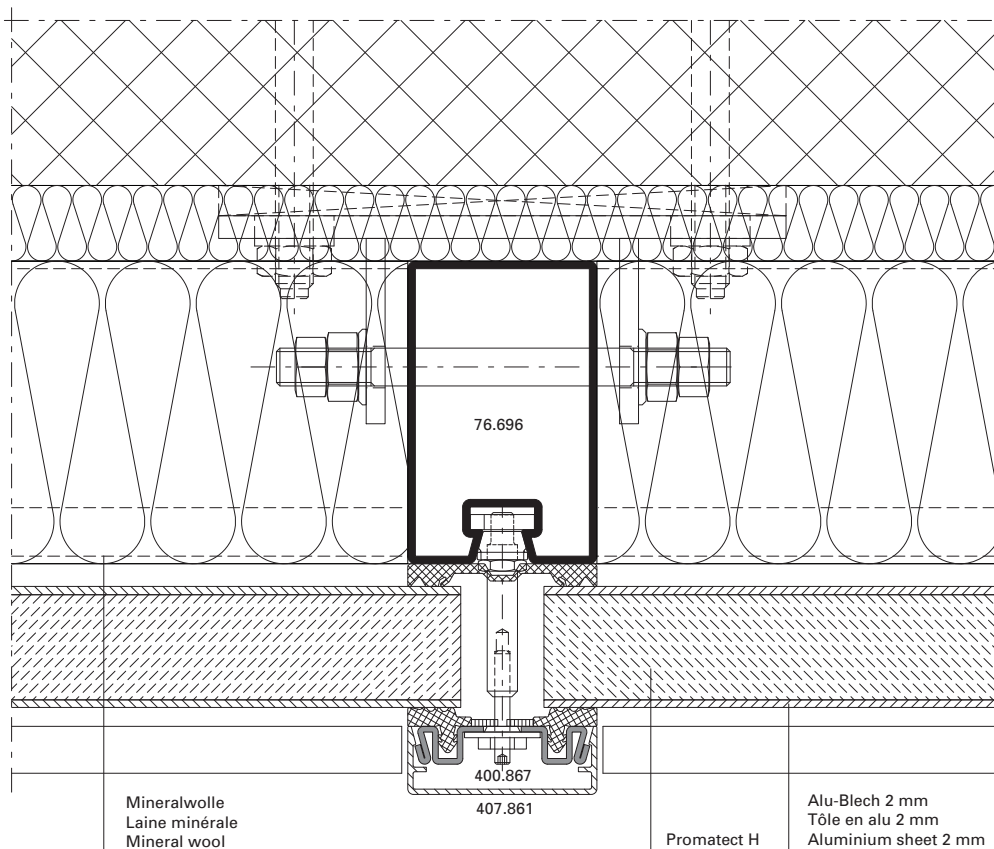 76.696
400.867
407.861
Mineralwolle
Laine minérale
Mineral wool
Promatect H
Alu-Blech 2 mm
Tôle en alu 2 mm
Aluminium sheet 2 mm